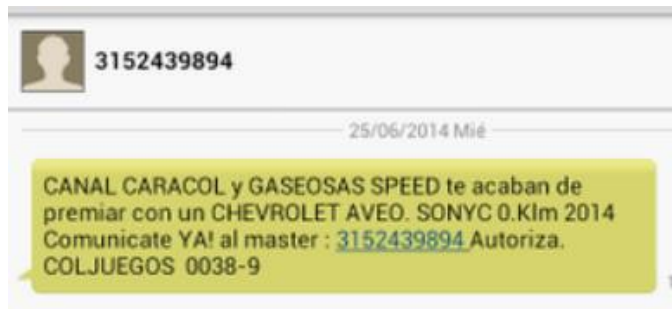 3152439894
25/06/2014 Mié
CANAL CARACOL y GASEOSAS SPEED te acaban de
premiar con un CHEVROLET AVEO. SONYC 0.Klm 2014
Comunicate YA! al master : 3152439894 Autoriza.
COLJUEGOS 0038-9